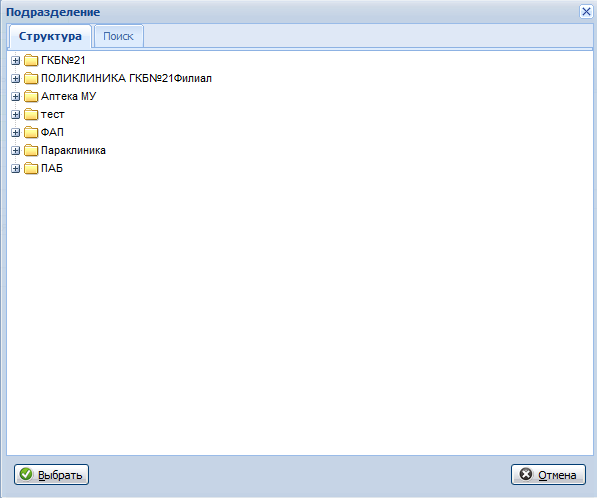 Подразделение
Структура
Поиск
ГКБ№21
ПОЛИКЛИНИКА ГКБ№21Филиал
Аптека МУ
тест
ФАП
Параклиника
ПАБ
Выбрать
Отмена